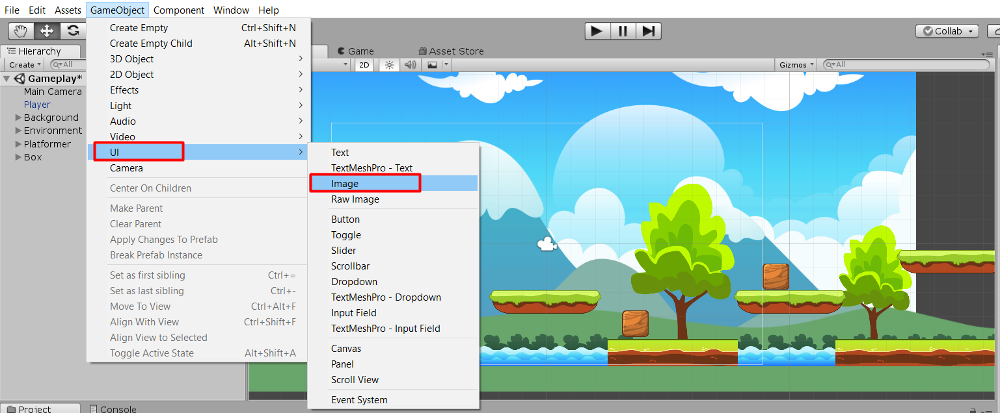 File Edit Assets GameObject Component Window Help
Collab
Hierarchy
Game
Asset Store
Create
All
2D
Gizmos
All
Gameplay*
Main Camera
Player
Background
Environment
Platformer
Box
Create Empty Ctrl+Shift+N
Create Empty Child Alt+Shift+N
3D Object
2D Object
Effects
Light
Audio
Video
UI
Camera
Center On Children
Make Parent
Clear Parent
Apply Changes To Prefab
Break Prefab Instance
Set as first sibling Ctrl+=
Set as last sibling Ctrl+-
Move To View Ctrl+Alt+F
Align With View Ctrl+Shift+F
Align View to Selected
Toggle Active State Alt+Shift+A
Text
TextMeshPro - Text
Image
Raw Image
Button
Toggle
Slider
Scrollbar
Dropdown
TextMeshPro - Dropdown
Input Field
TextMeshPro - Input Field
Canvas
Panel
Scroll View
Event System
Project
Console